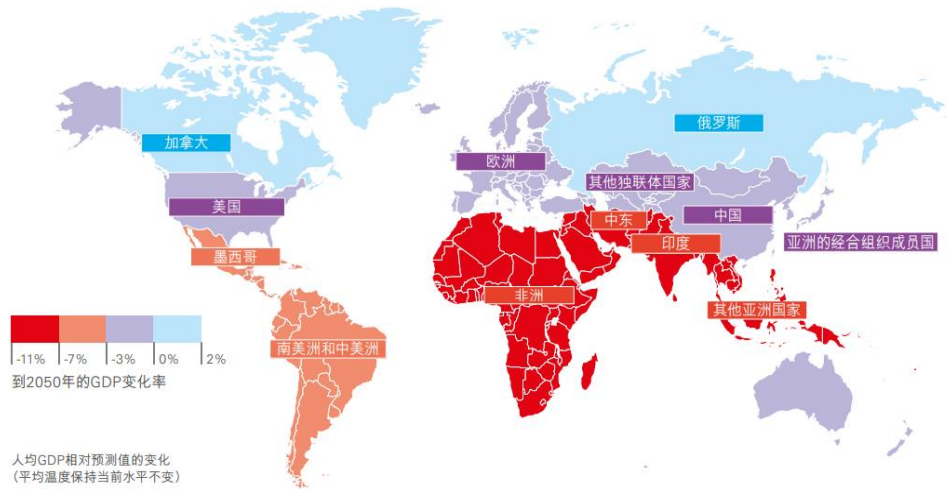 加拿大
俄罗斯
欧洲
其他独联体国家
美国
中东
中国
印度
亚洲的经合组织成员国
墨西哥
非洲
其他亚洲国家
南美洲和中美洲
-11% -7% -3% 0% 2%
到2050年的GDP变化率
人均GDP相对预测值的变化
（平均温度保持当前水平不变）